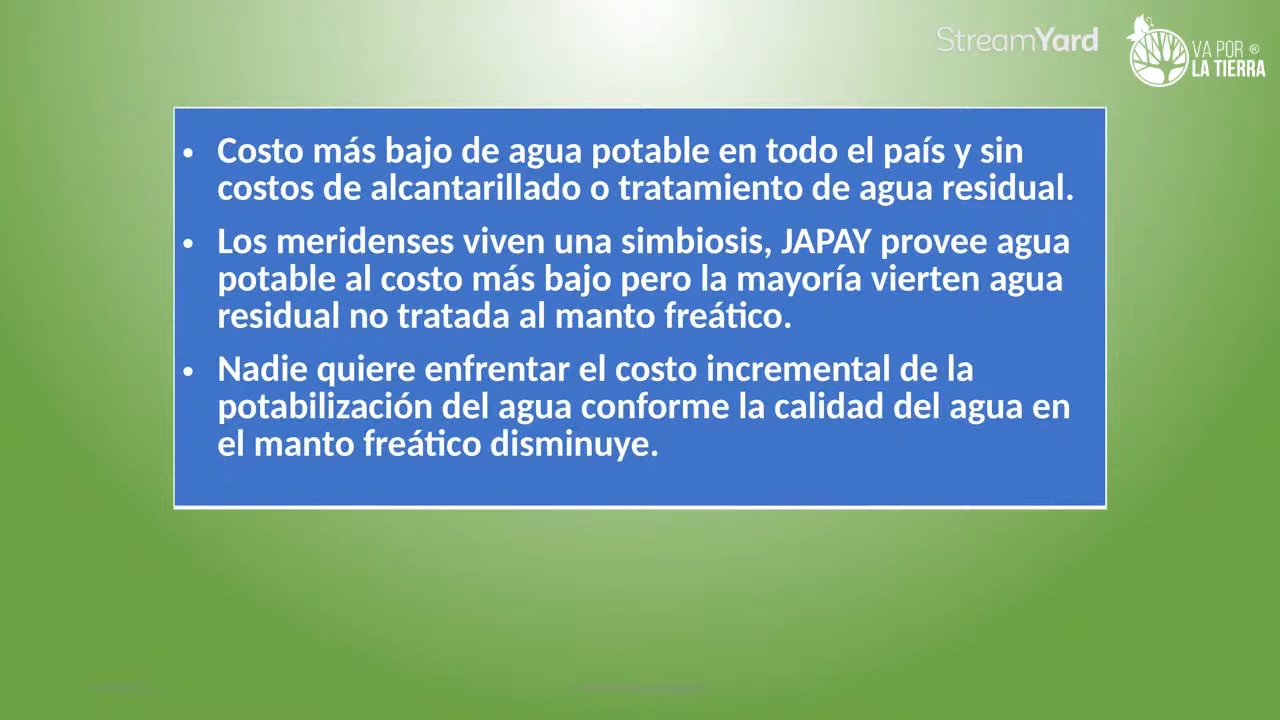 StreamYard
VA POR ®
LA TIERRA
• Costo más bajo de agua potable en todo el país y sin
costos de alcantarillado o tratamiento de agua residual.
• Los meridenses viven una simbiosis, JAPAY provee agua
potable al costo más bajo pero la mayoría vierten agua
residual no tratada al manto freático.
• Nadie quiere enfrentar el costo incremental de la
potabilización del agua conforme la calidad del agua en
el manto freático disminuye.